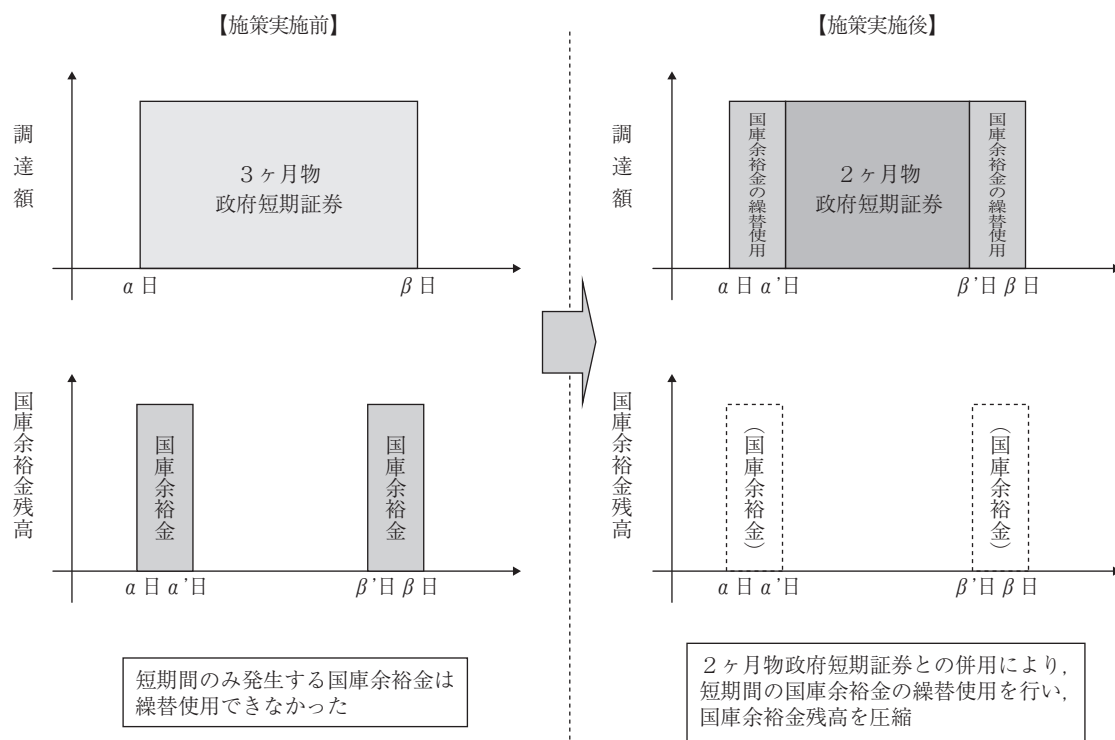 【施策実施前】
調達額
3ヶ月物
政府短期証券
α日
β日
国庫余裕金残高
国庫余裕金
国庫余裕金
α日 α'日
β'日 β日
短期間のみ発生する国庫余裕金は
繰替使用できなかった
【施策実施後】
調達額
国庫余裕金の繰替使用
2ヶ月物
政府短期証券
国庫余裕金の繰替使用
α日 α'日
β'日 β日
国庫余裕金残高
(国庫余裕金)
(国庫余裕金)
α日 α'日
β'日 β日
2ヶ月物政府短期証券との併用により,
短期間の国庫余裕金の繰替使用を行い,
国庫余裕金残高を圧縮